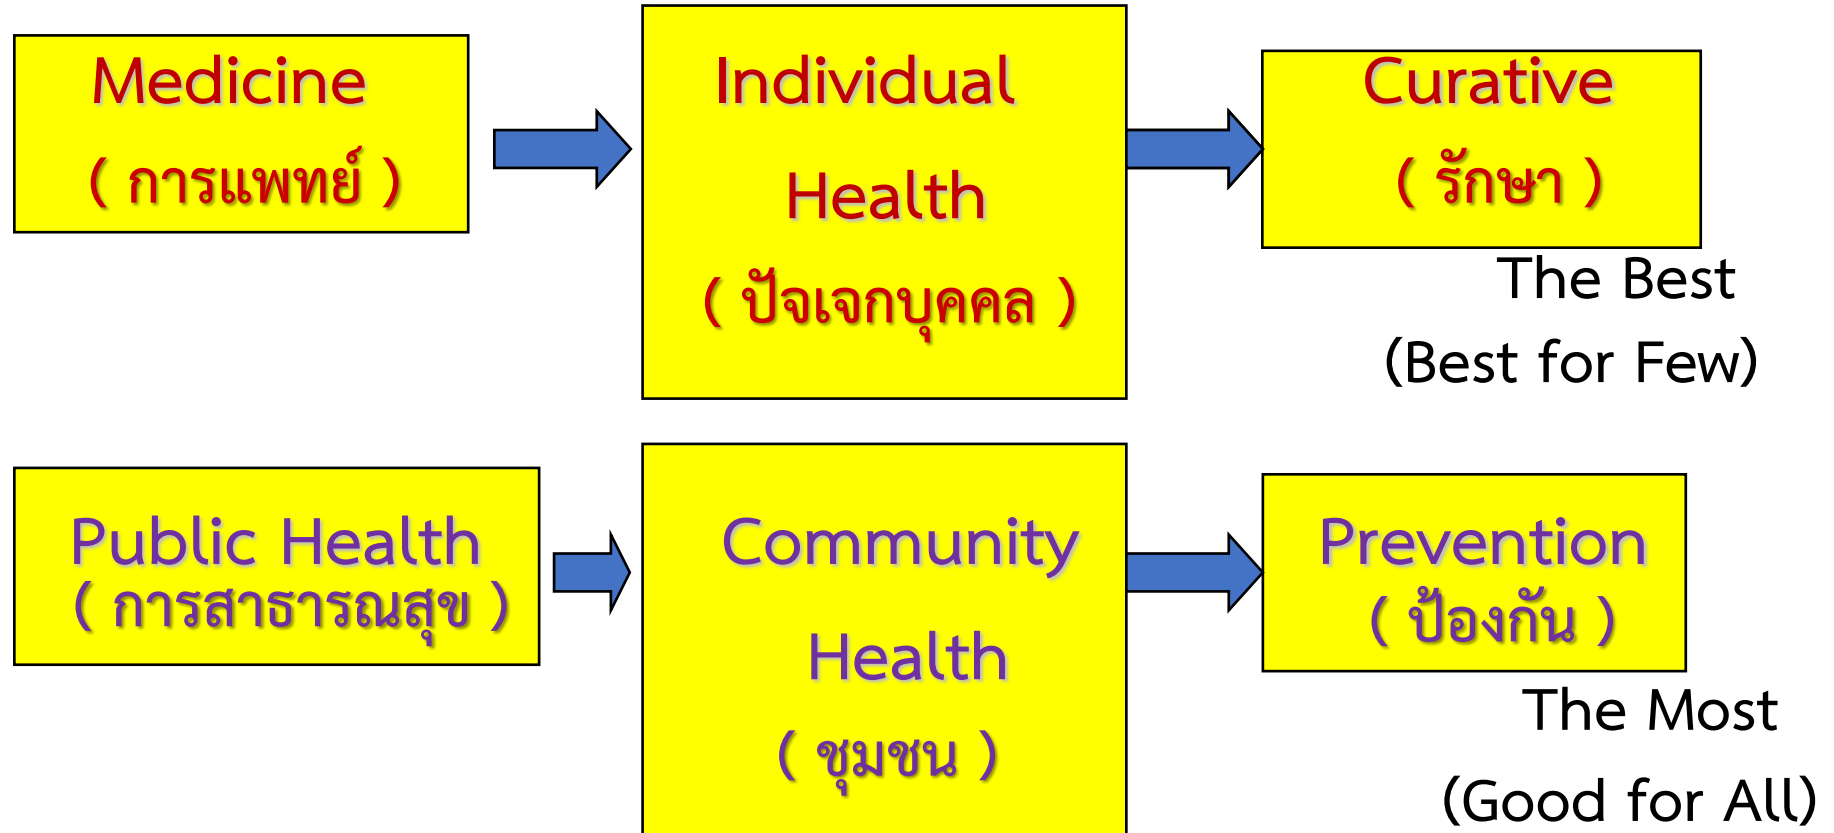 Medicine
( การแพทย์ )
Individual
Health
( ปัจเจกบุคคล )
Curative
( รักษา )
The Best
(Best for Few)
Public Health
( การสาธารณสุข )
Community
Health
( ชุมชน )
Prevention
( ป้องกัน )
The Most
(Good for All)